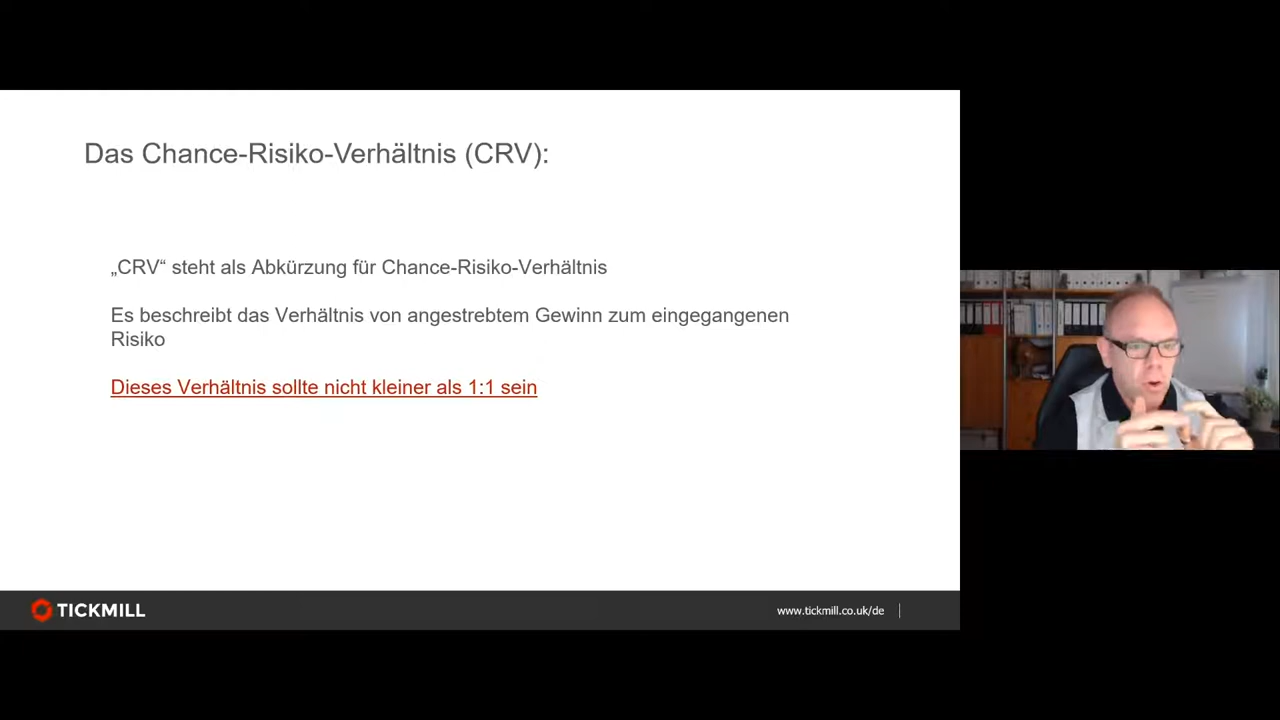 Das Chance-Risiko-Verhältnis (CRV):
„CRV“ steht als Abkürzung für Chance-Risiko-Verhältnis
Es beschreibt das Verhältnis von angestrebtem Gewinn zum eingegangenen
Risiko
Dieses Verhältnis sollte nicht kleiner als 1:1 sein
TICKMILL
www.tickmill.co.uk/de